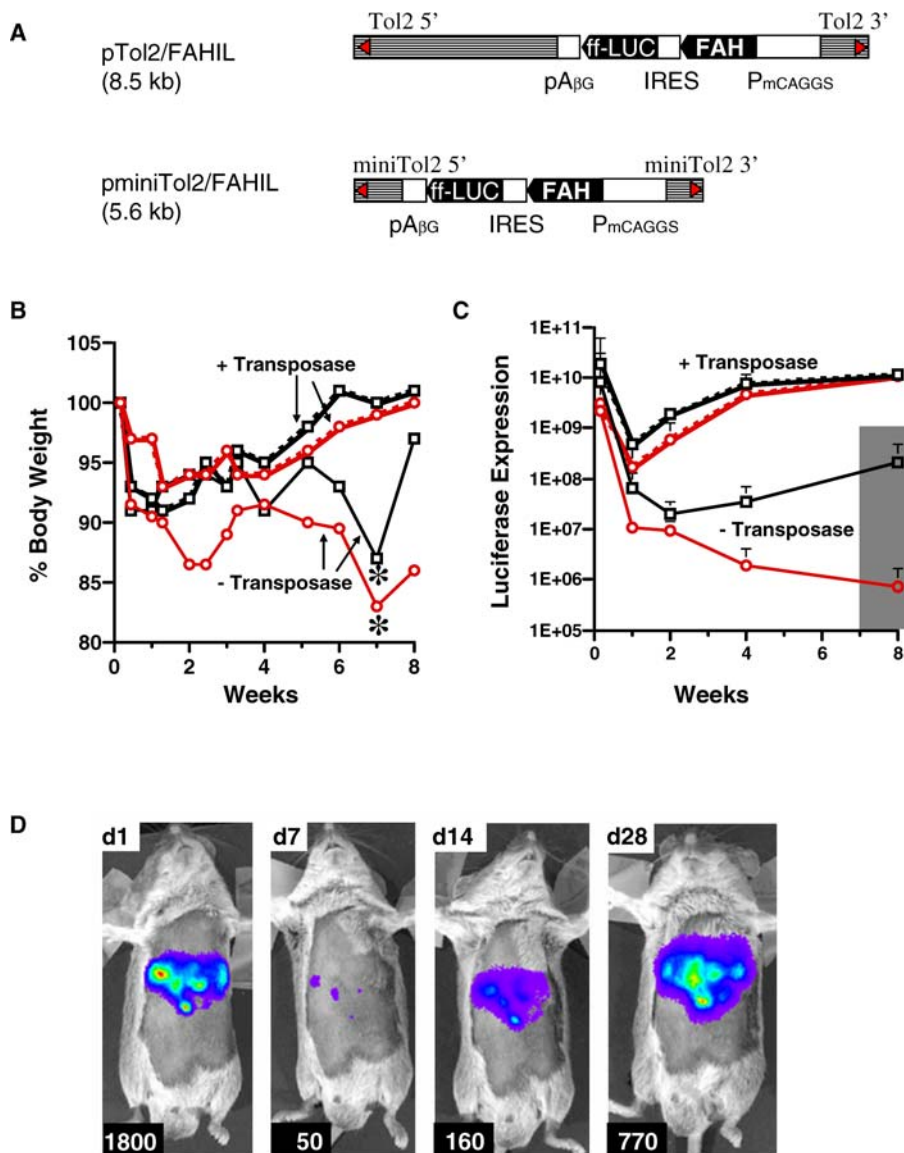 A
Tol2 5’
Tol2 3’
pTol2/FAHIL
(8.5 kb)
ff-LUC
FAH
pAβG
IRES
PmCAGGS
miniTol2 5’
miniTol2 3’
pminiTol2/FAHIL
(5.6 kb)
ff-LUC
FAH
pAβG
IRES
PmCAGGS
B
% Body Weight
105
100
95
90
85
80
+ Transposase
- Transposase
*
*
0 2 4 6 8
Weeks
C
Luciferase Expression
1E+11
1E+10
1E+09
1E+08
1E+07
1E+06
1E+05
+ Transposase
- Transposase
0 2 4 6 8
Weeks
D
d1
d7
d14
d28
1800
50
160
770